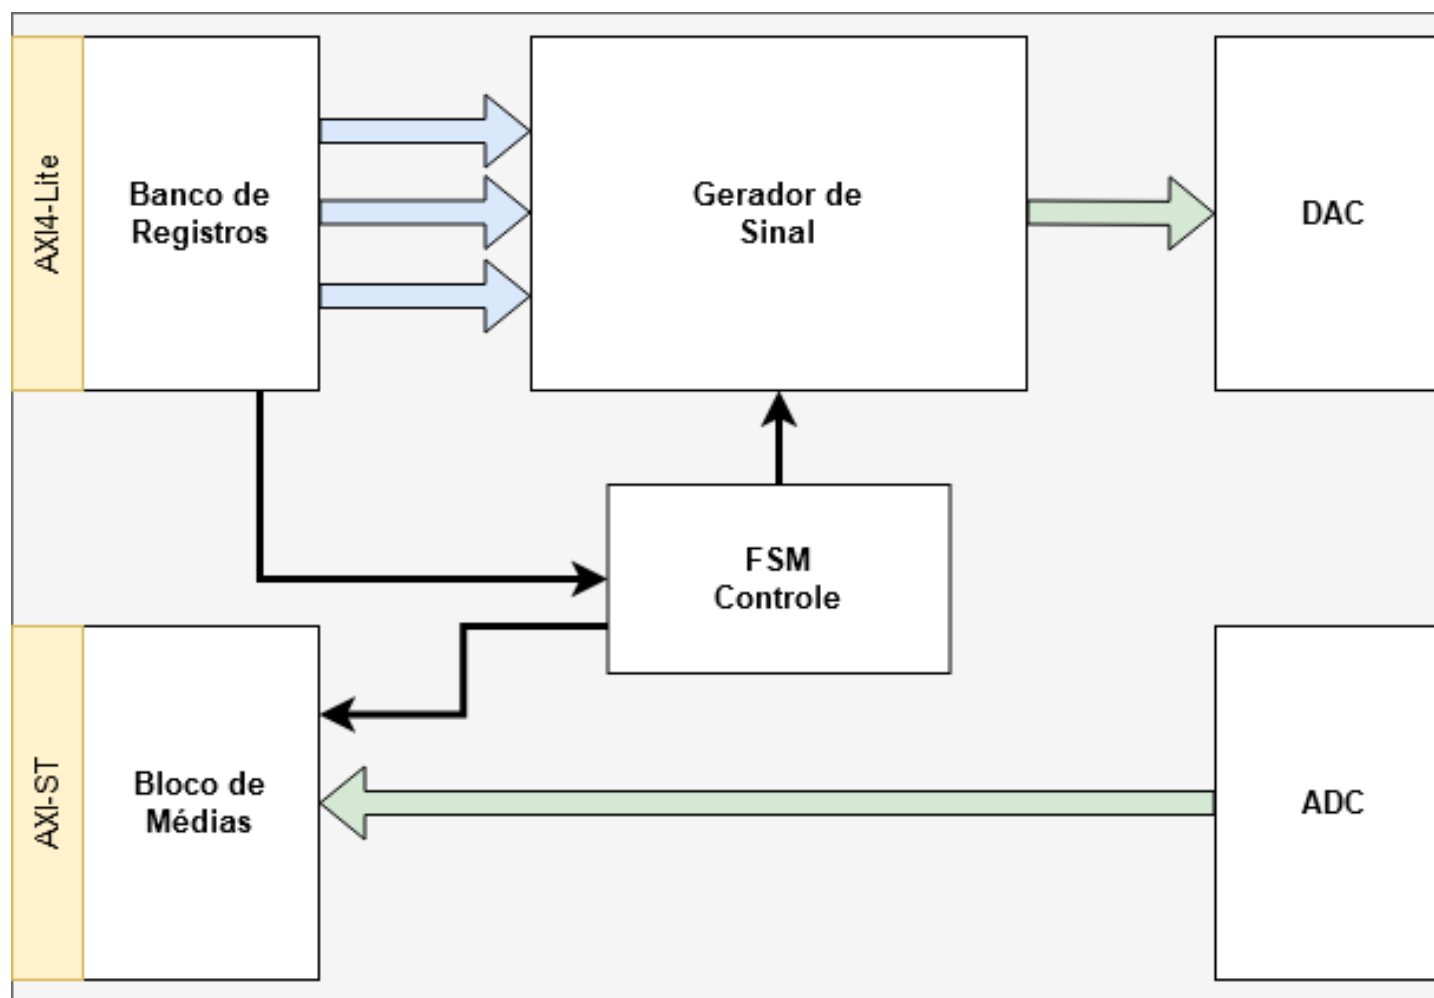 AXI4-Lite
Banco de
Registros
Gerador de
Sinal
DAC
FSM
Controle
AXI-ST
Bloco de
Médias
ADC